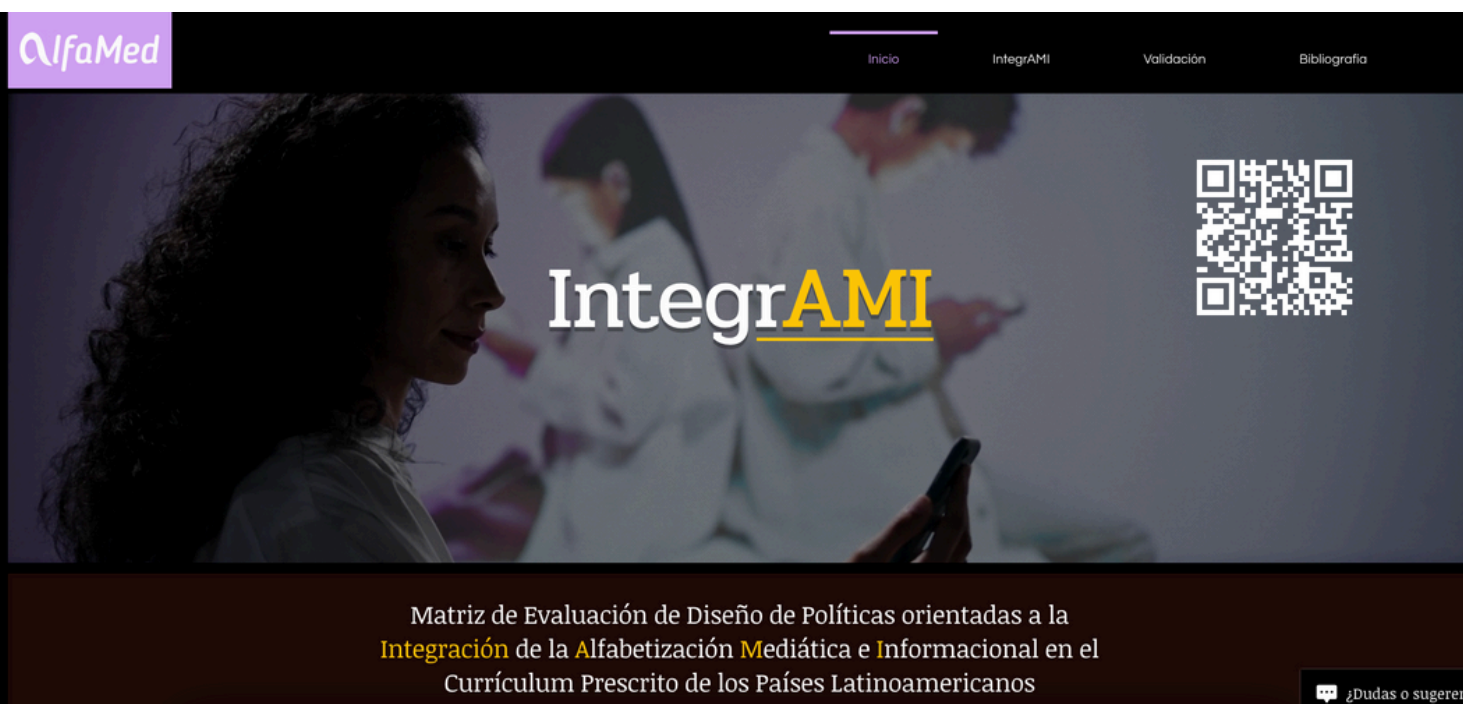 alfaMed
Inicio
IntegrAMI
Validación
Bibliografia
IntegrAMI
Matriz de Evaluación de Diseño de Políticas orientadas a la
Integración de la Alfabetización Mediática e Informacional en el
Currículum Prescrito de los Países Latinoamericanos
¿Dudas o sugeren